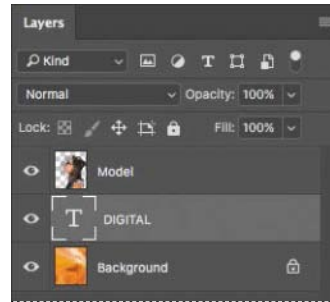 Layers
Kind
Normal Opacity: 100%
Lock: Fill: 100%
Model
T DIGITAL
Background